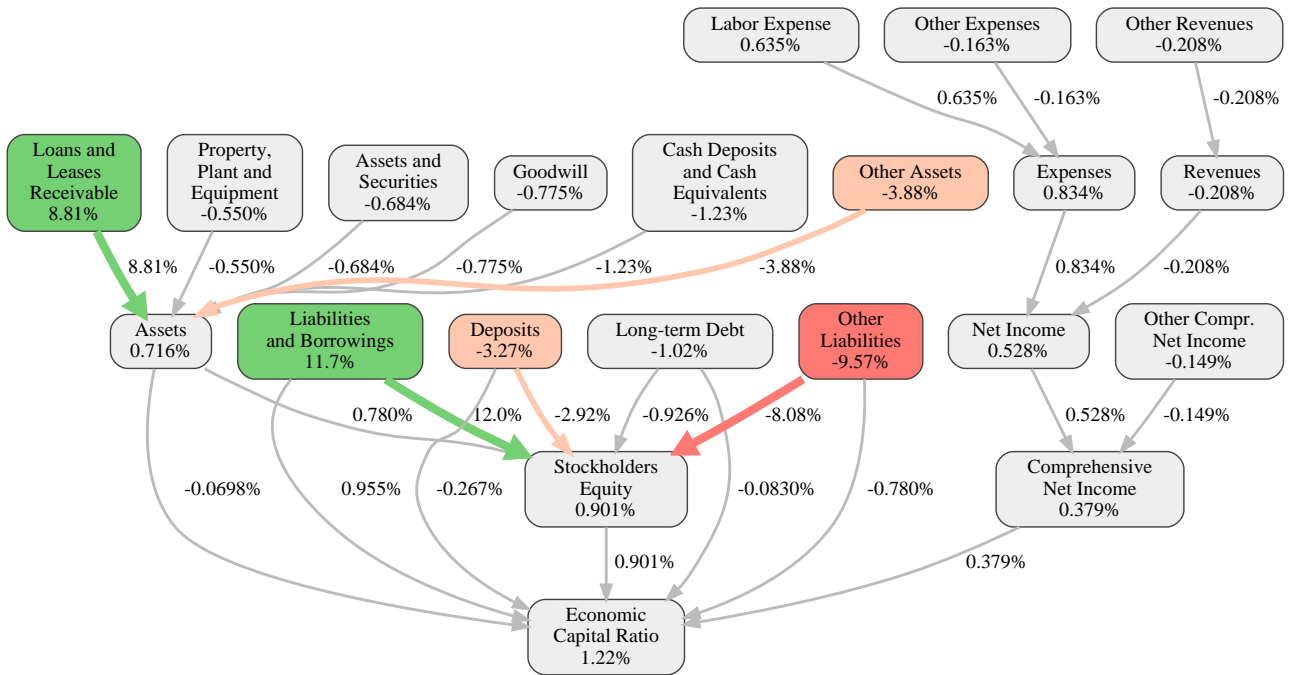 Labor Expense
0.635%
Other Expenses
-0.163%
Other Revenues
-0.208%
0.635%
-0.163%
-0.208%
Loans and
Leases
Receivable
8.81%
Property,
Plant and
Equipment
-0.550%
Assets and
Securities
-0.684%
Goodwill
-0.775%
Cash Deposits
and Cash
Equivalents
-1.23%
Other Assets
-3.88%
Expenses
0.834%
Revenues
-0.208%
8.81%
-0.550%
-0.684%
-0.775%
-1.23%
-3.88%
0.834%
-0.208%
Assets
0.716%
Liabilities
and Borrowings
11.7%
Deposits
-3.27%
Long-term Debt
-1.02%
Other
Liabilities
-9.57%
Net Income
0.528%
Other Compr.
Net Income
-0.149%
0.780%
12.0%
-2.92%
-0.926%
-8.08%
0.528%
-0.149%
Stockholders
Equity
0.901%
Comprehensive
Net Income
0.379%
-0.0698%
0.955%
-0.267%
-0.0830%
-0.780%
0.901%
0.379%
Economic
Capital Ratio
1.22%